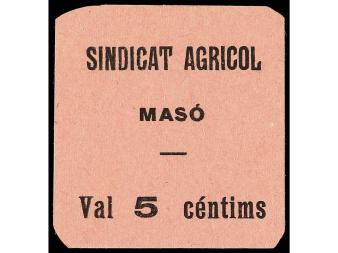 SINDICAT AGRICOL
MASÓ
—
Val 5 céntims